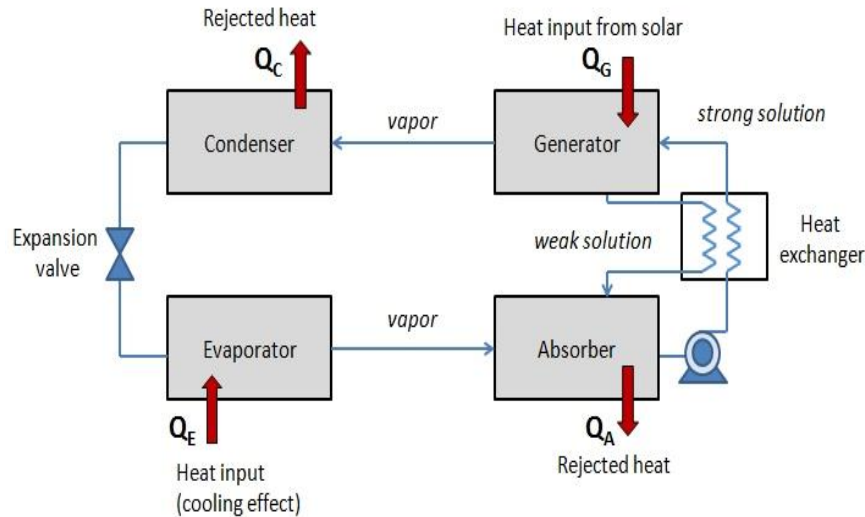 Rejected heat
Q_C
Heat input from solar
Q_G
strong solution
Condenser
vapor
Generator
Expansion
valve
weak solution
Heat
exchanger
vapor
Evaporator
Absorber
Q_E
Heat input
(cooling effect)
Q_A
Rejected heat